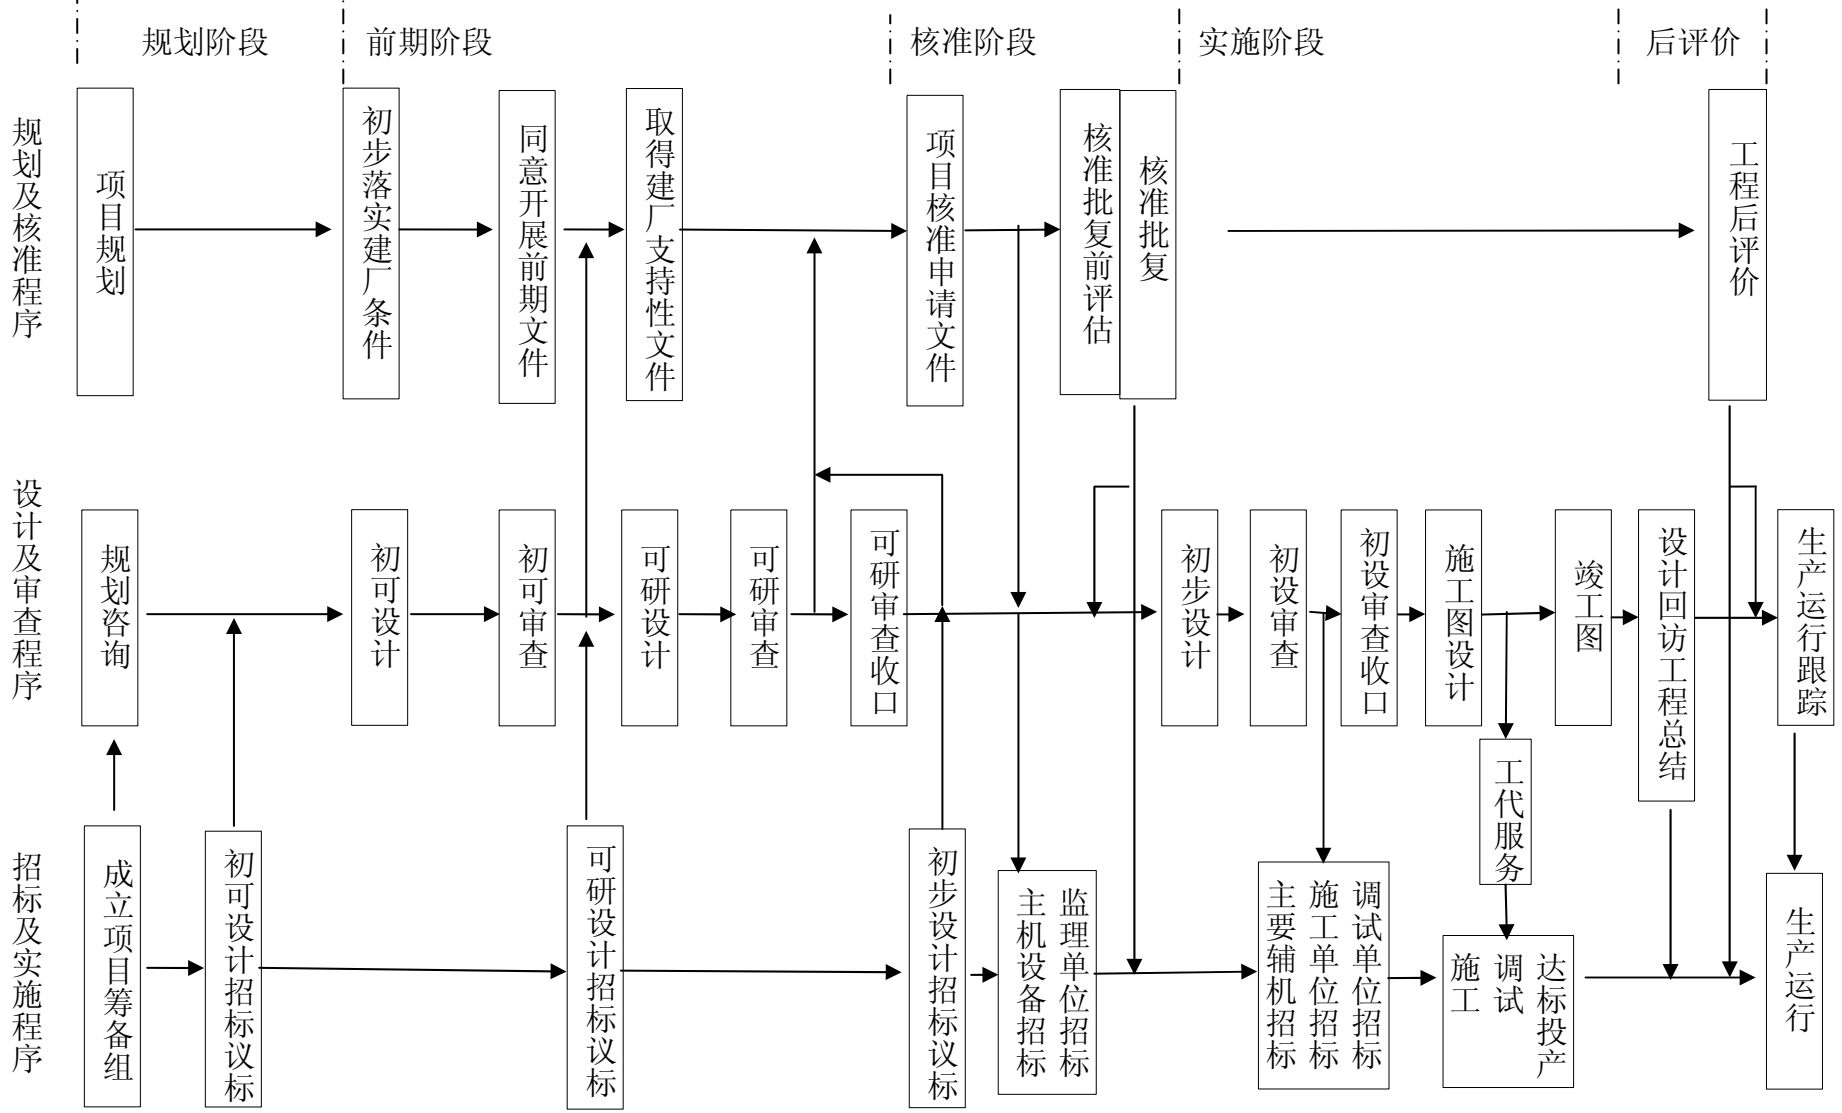 规划阶段
前期阶段
核准阶段
实施阶段
后评价
规划及核准程序
项目规划
初步落实建厂条件
同意开展前期文件
取得建厂支持性文件
项目核准申请文件
核准批复前评估
核准批复
工程后评价
设计及审查程序
规划咨询
初可设计
初可审查
可研设计
可研审查
可研审查收口
初步设计
初设审查
初设审查收口
施工图设计
竣工图
设计回访工程总结
生产运行跟踪
工代服务
招标及实施程序
成立项目筹备组
初可设计招标议标
可研设计招标议标
初步设计招标议标
主机设备招标
监理单位招标
主要辅机招标
施工单位招标
调试单位招标
施工
调试
达标投产
生产运行